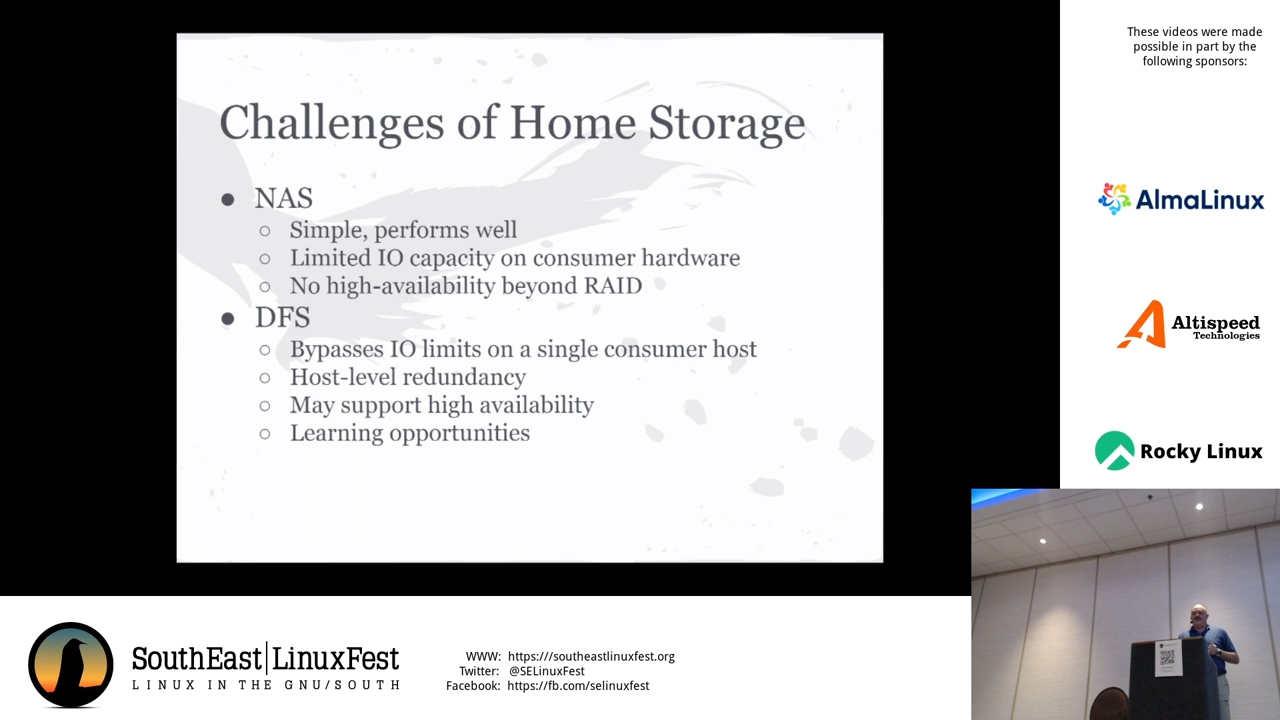 Challenges of Home Storage
● NAS
○ Simple, performs well
○ Limited IO capacity on consumer hardware
○ No high-availability beyond RAID
● DFS
○ Bypasses IO limits on a single consumer host
○ Host-level redundancy
○ May support high availability
○ Learning opportunities
These videos were made
possible in part by the
following sponsors:
AlmaLinux
Altispeed
Technologies
Rocky Linux
SouthEast|LinuxFest
LINUX IN THE GNU/SOUTH
WWW: https:///southeastlinuxfest.org
Twitter: @SELinuxFest
Facebook: https://fb.com/selinuxfest